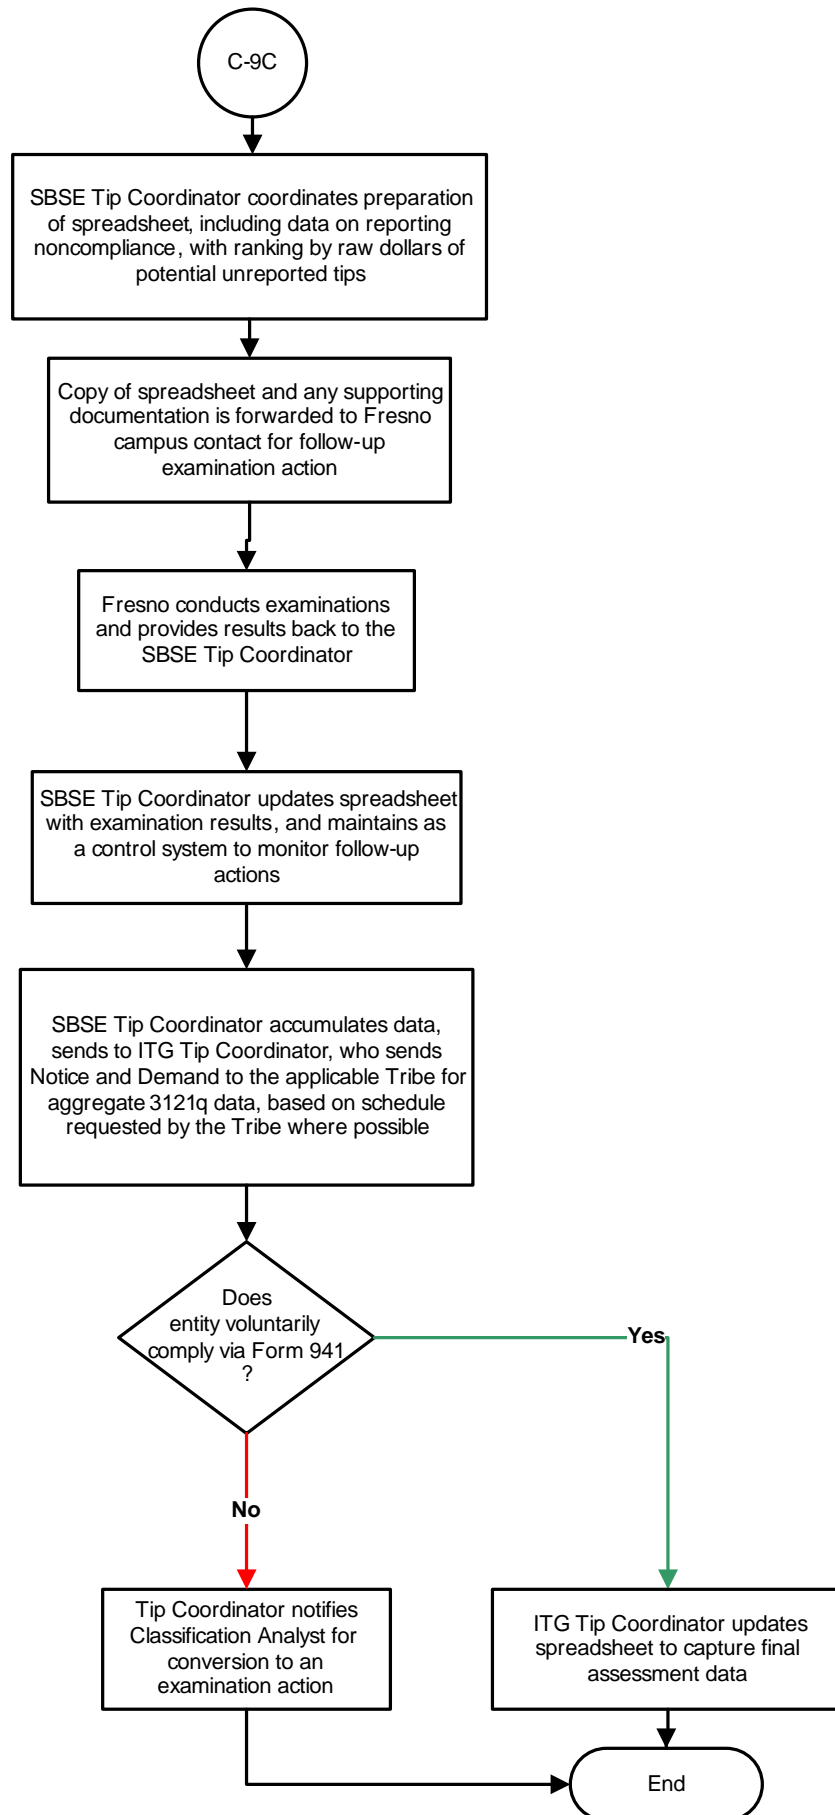 C-9C
SBSE Tip Coordinator coordinates preparation
of spreadsheet, including data on reporting
noncompliance, with ranking by raw dollars of
potential unreported tips
Copy of spreadsheet and any supporting
documentation is forwarded to Fresno
campus contact for follow-up
examination action
Fresno conducts examinations
and provides results back to the
SBSE Tip Coordinator
SBSE Tip Coordinator updates spreadsheet
with examination results, and maintains as
a control system to monitor follow-up
actions
SBSE Tip Coordinator accumulates data,
sends to ITG Tip Coordinator, who sends
Notice and Demand to the applicable Tribe for
aggregate 3121q data, based on schedule
requested by the Tribe where possible
Does
entity voluntarily
comply via Form 941
?
Yes
No
Tip Coordinator notifies
Classification Analyst for
conversion to an
examination action
ITG Tip Coordinator updates
spreadsheet to capture final
assessment data
End